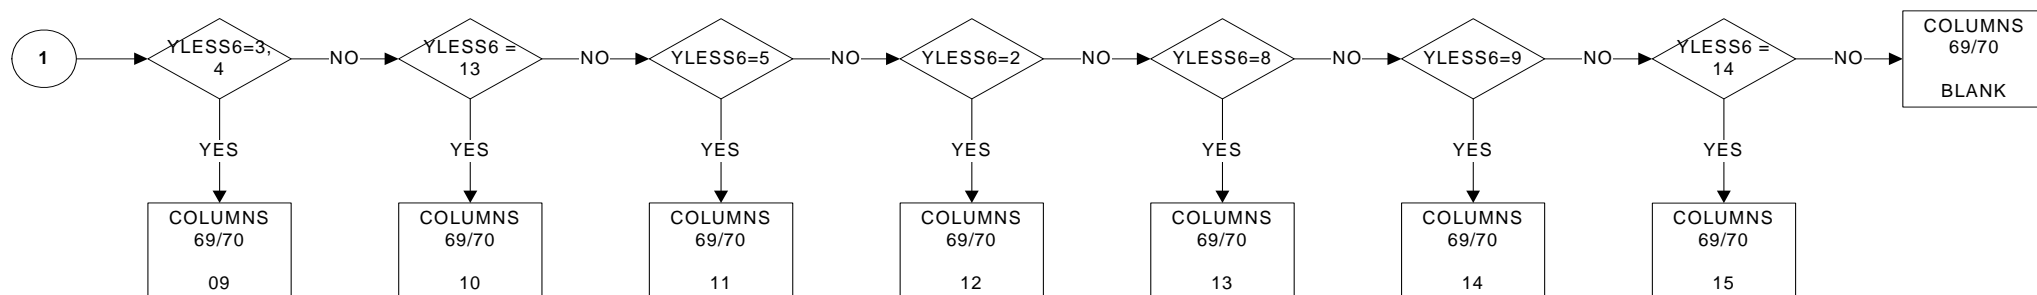 1
YLESS6=3,
4
NO
YLESS6 =
13
NO
YLESS6=5
NO
YLESS6=2
NO
YLESS6=8
NO
YLESS6=9
NO
YLESS6 =
14
NO
COLUMNS
69/70
BLANK
YES
YES
YES
YES
YES
YES
YES
COLUMNS
69/70
09
COLUMNS
69/70
10
COLUMNS
69/70
11
COLUMNS
69/70
12
COLUMNS
69/70
13
COLUMNS
69/70
14
COLUMNS
69/70
15